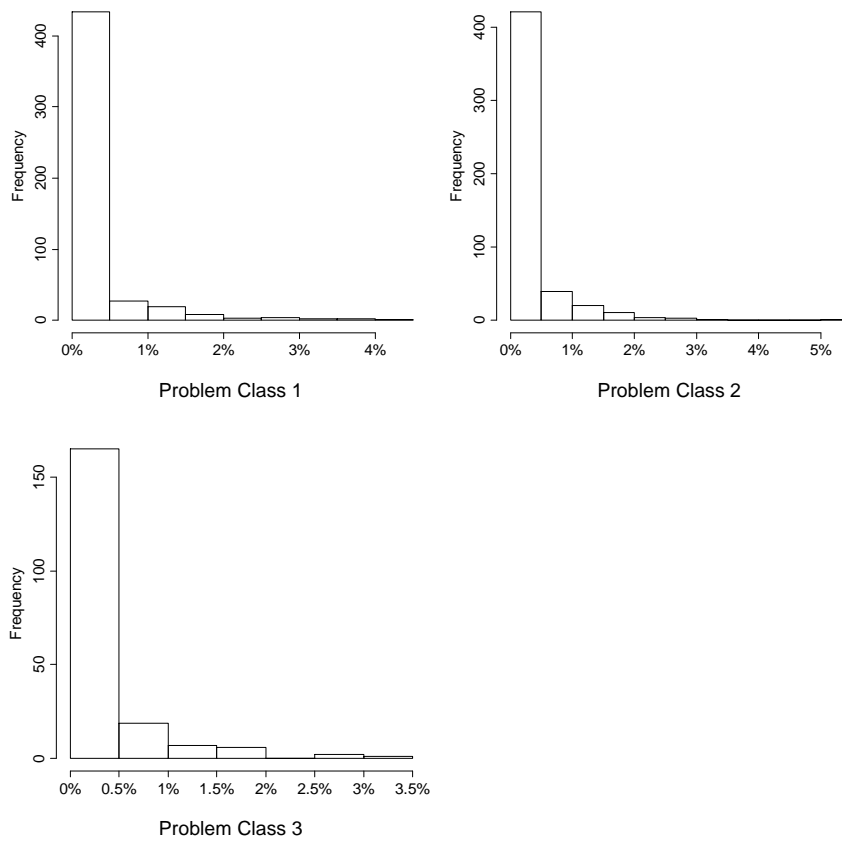 Frequency
0
100
200
300
400
0% 1% 2% 3% 4%
Problem Class 1
Frequency
0
100
200
300
400
0% 1% 2% 3% 4% 5%
Problem Class 2
Frequency
0
50
100
150
0% 0.5% 1% 1.5% 2% 2.5% 3% 3.5%
Problem Class 3